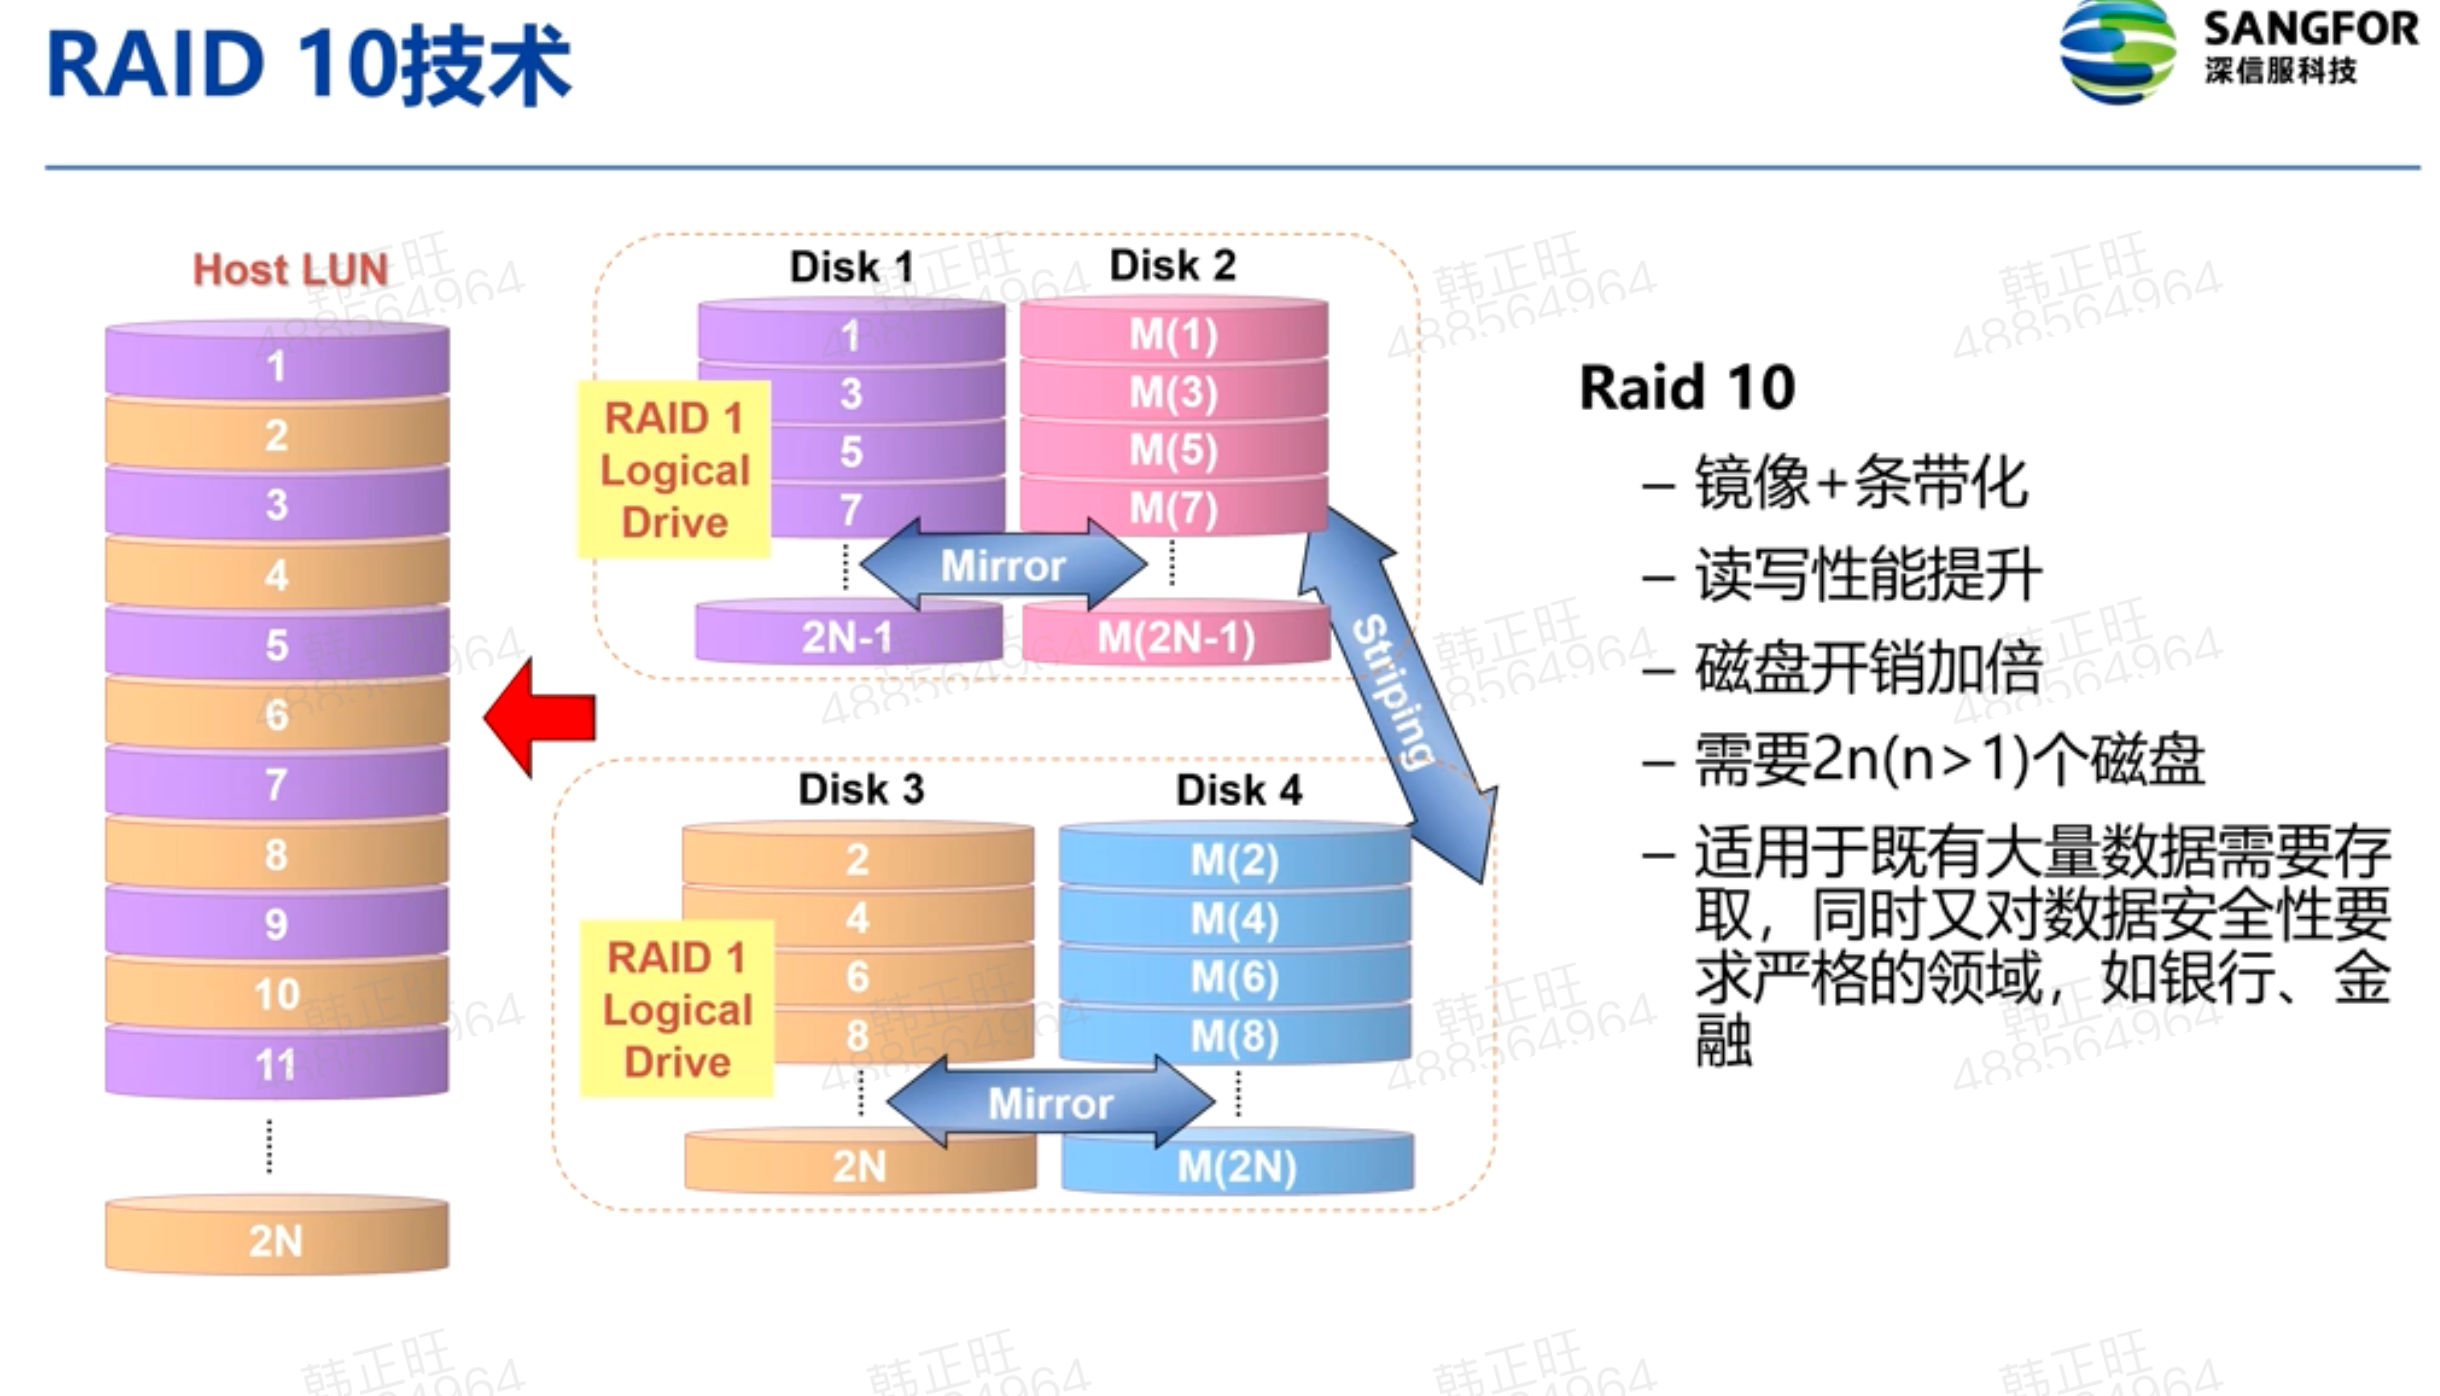 RAID 10技术
SANGFOR
深信服科技
Host LUN
1
2
3
4
5
6
7
8
9
10
11
2N
Disk 1
Disk 2
1
M(1)
3
M(3)
5
M(5)
7
M(7)
RAID 1
Logical
Drive
Mirror
2N-1
M(2N-1)
Striping
Disk 3
Disk 4
2
M(2)
4
M(4)
6
M(6)
8
M(8)
RAID 1
Logical
Drive
Mirror
2N
M(2N)
Raid 10
– 镜像+条带化
– 读写性能提升
– 磁盘开销加倍
– 需要2n(n>1)个磁盘
– 适用于既有大量数据需要存
取，同时又对数据安全性要
求严格的领域，如银行、金
融
韩正旺
488564964